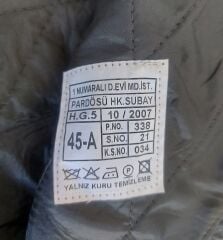 1 NUMARALI D.EVİ MD.İST.
PARDÖSÜ HK.SUBAY
H.G.5 10 / 2007
45-A P.NO. 338
S.NO. 21
K.S.NO 034
YALNIZ KURU TEMİZLEME